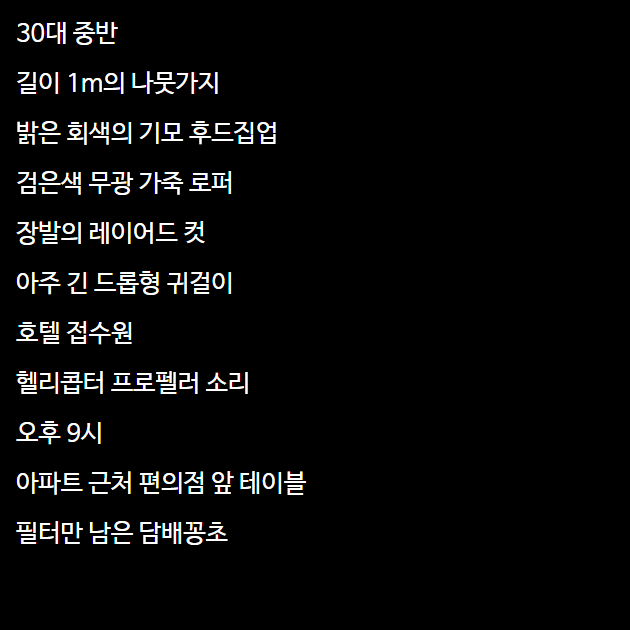 30대 중반
길이 1m의 나뭇가지
밝은 회색의 기모 후드집업
검은색 무광 가죽 로퍼
장발의 레이어드 컷
아주 긴 드롭형 귀걸이
호텔 접수원
헬리콥터 프로펠러 소리
오후 9시
아파트 근처 편의점 앞 테이블
필터만 남은 담배꽁초